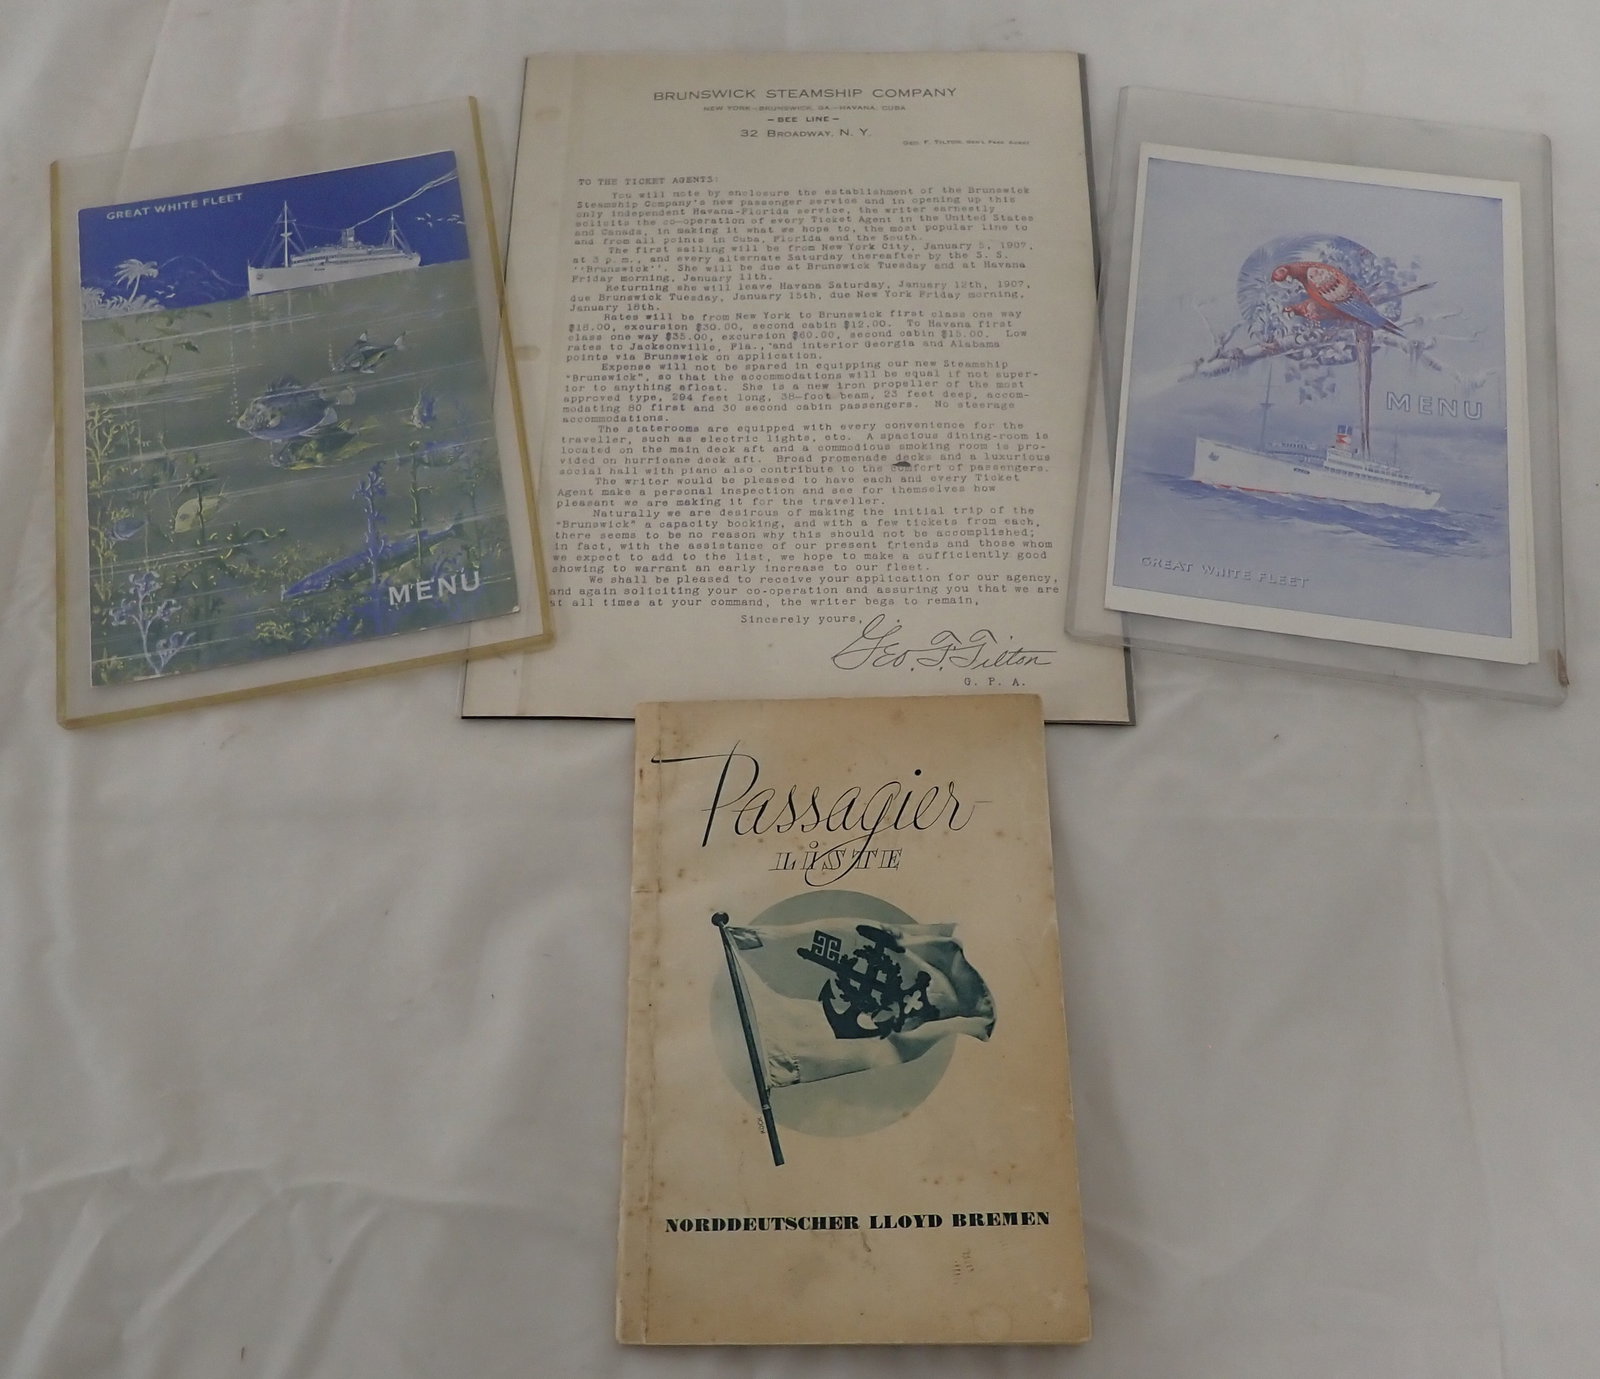 GREAT WHITE FLEET
MENU
BRUNSWICK STEAMSHIP COMPANY
NEW YORK—BRUNSWICK, GA.—HAVANA, CUBA
—BEE LINE—
32 BROADWAY, N. Y.
GEO. F. TILTON, GEN'L PASS. AGENT
TO THE TICKET AGENTS:
You will note by enclosure the establishment of the Brunswick
Steamship Company's new passenger service and in opening up this
only independent Havana-Florida service, the writer earnestly
solicits the co-operation of every Ticket Agent in the United States
and Canada, in making it what we hope to, the most popular line to
and from all points in Cuba, Florida and the South.
The first sailing will be from New York City, January 5, 1907,
at 3 p. m., and every alternate Saturday thereafter by the S. S.
''Brunswick''. She will be due at Brunswick Tuesday and at Havana
Friday morning, January 11th.
Returning she will leave Havana Saturday, January 12th, 1907,
due Brunswick Tuesday, January 15th, due New York Friday morning,
January 18th.
Rates will be from New York to Brunswick first class one way
$18.00, excursion $30.00, second cabin $12.00. To Havana first
class one way $35.00, excursion $60.00, second cabin $15.00. Low
rates to Jacksonville, Fla., and interior Georgia and Alabama
points via Brunswick on application.
Expense will not be spared in equipping our new Steamship
"Brunswick", so that the accommodations will be equal if not super-
ior to anything afloat. She is a new iron propeller of the most
approved type, 294 feet long, 38-foot beam, 23 feet deep, accom-
modating 80 first and 30 second cabin passengers. No steerage
accommodations.
The staterooms are equipped with every convenience for the
traveller, such as electric lights, etc. A spacious dining-room is
located on the main deck aft and a commodious smoking room is pro-
vided on hurricane deck aft. Broad promenade decks and a luxurious
social hall with piano also contribute to the comfort of passengers.
The writer would be pleased to have each and every Ticket
Agent make a personal inspection and see for themselves how
pleasant we are making it for the traveller.
Naturally we are desirous of making the initial trip of the
"Brunswick" a capacity booking, and with a few tickets from each,
there seems to be no reason why this should not be accomplished;
in fact, with the assistance of our present friends and those whom
we expect to add to the list, we hope to make a sufficiently good
showing to warrant an early increase to our fleet.
We shall be pleased to receive your application for our agency,
and again soliciting your co-operation and assuring you that we are
at all times at your command, the writer begs to remain,
Sincerely yours,
Geo. F. Tilton
G. P. A.
MENU
GREAT WHITE FLEET
Passagier-
LiSTE
NORDDEUTSCHER LLOYD BREMEN